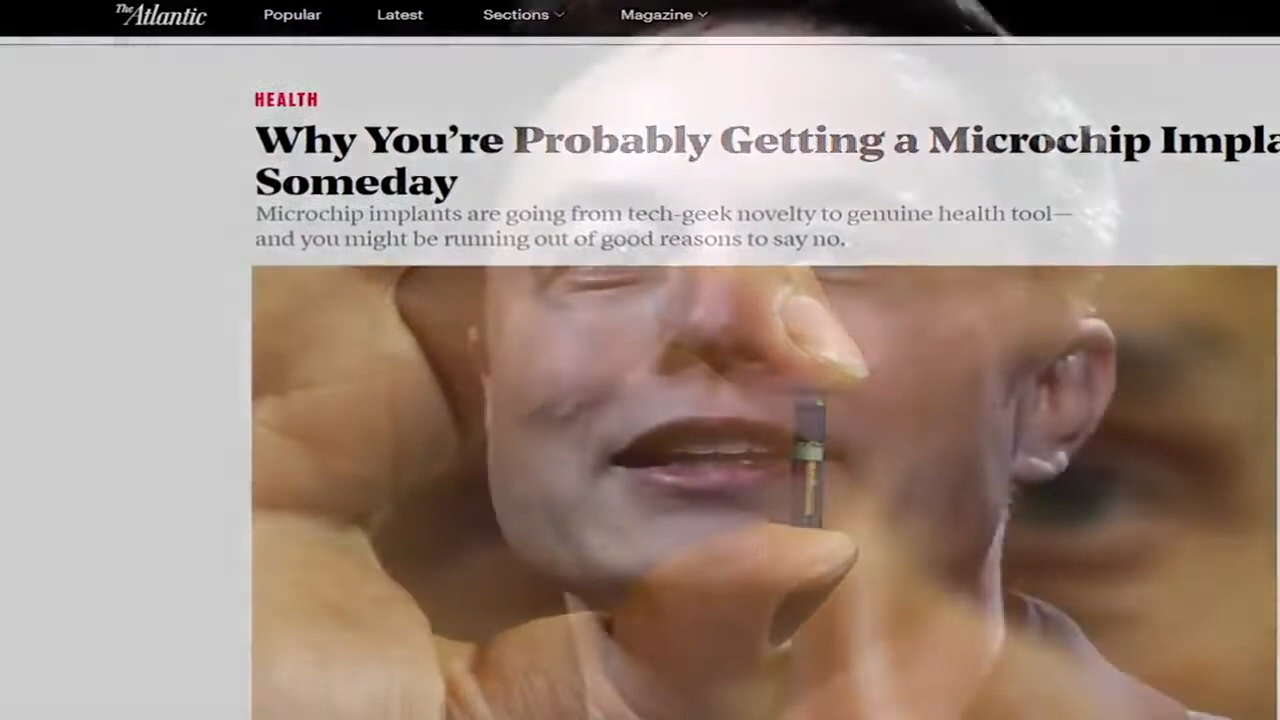 The Atlantic Popular Latest Sections Magazine
HEALTH
Why You're Probably Getting a Microchip Impla
Someday
Microchip implants are going from tech-geek novelty to genuine health tool—
and you might be running out of good reasons to say no.